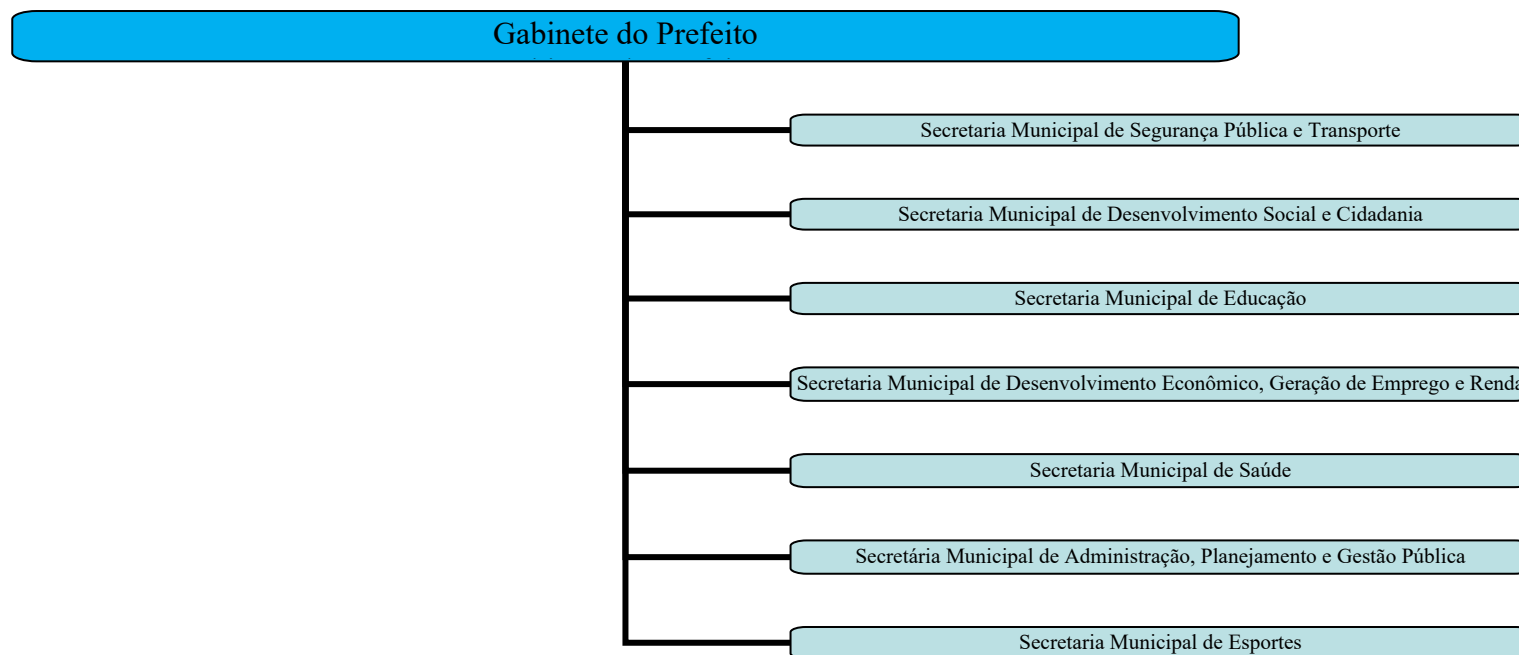 Gabinete do Prefeito
Secretaria Municipal de Segurança Pública e Transporte
Secretaria Municipal de Desenvolvimento Social e Cidadania
Secretaria Municipal de Educação
Secretaria Municipal de Desenvolvimento Econômico, Geração de Emprego e Renda
Secretaria Municipal de Saúde
Secretária Municipal de Administração, Planejamento e Gestão Pública
Secretaria Municipal de Esportes